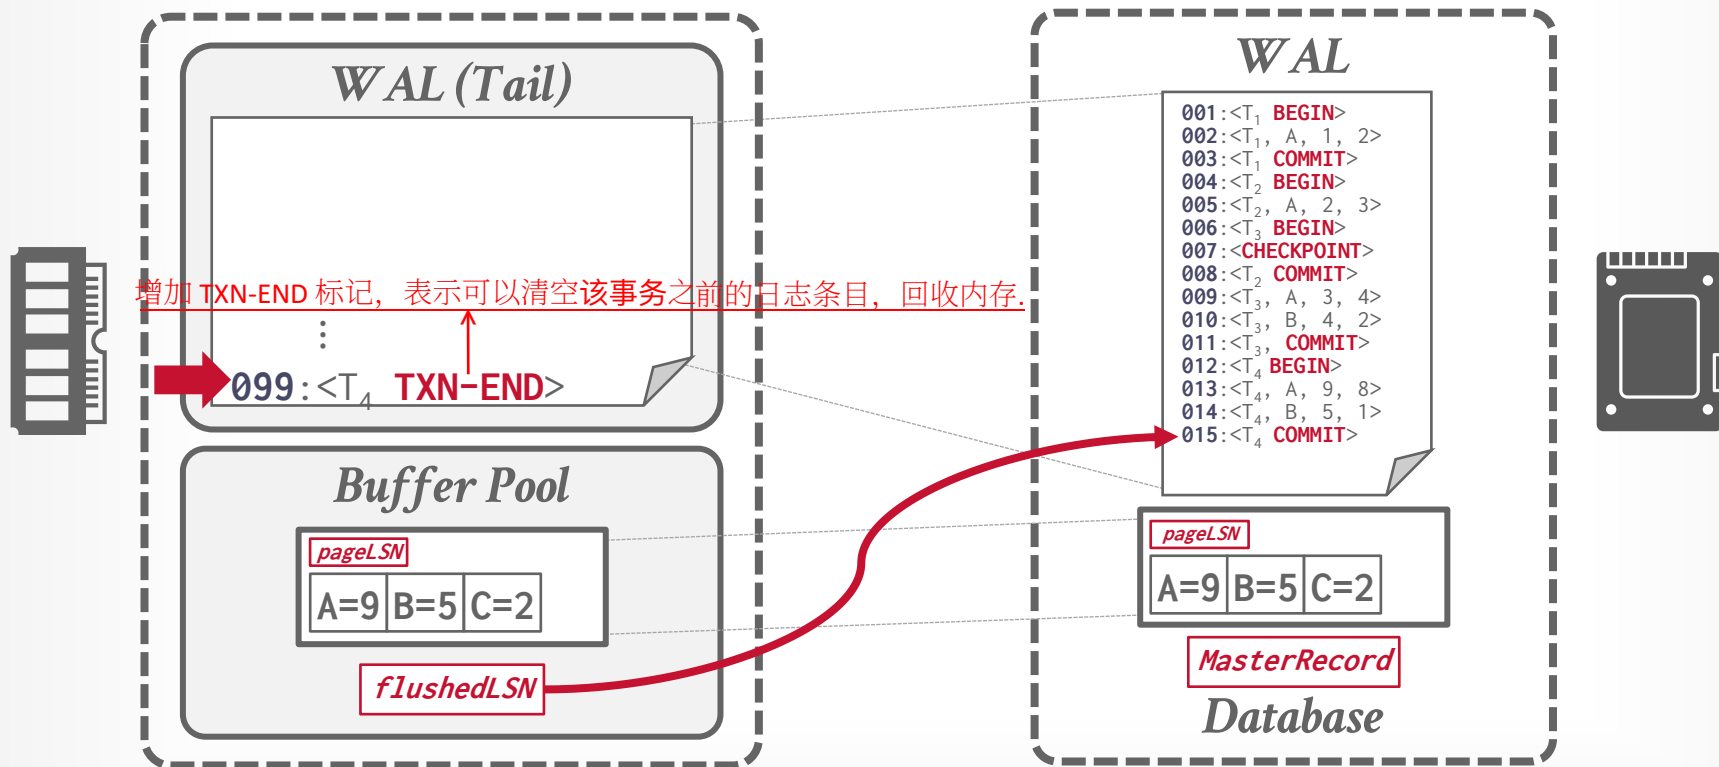 WAL (Tail)
增加 TXN-END 标记，表示可以清空该事务之前的日志条目，回收内存.
⋮
099:<T4 TXN-END>
Buffer Pool
pageLSN
A=9 B=5 C=2
flushedLSN
WAL
001:<T1 BEGIN>
002:<T1, A, 1, 2>
003:<T1 COMMIT>
004:<T2 BEGIN>
005:<T2, A, 2, 3>
006:<T3 BEGIN>
007:<CHECKPOINT>
008:<T2 COMMIT>
009:<T3, A, 3, 4>
010:<T3, B, 4, 2>
011:<T3, COMMIT>
012:<T4 BEGIN>
013:<T4, A, 9, 8>
014:<T4, B, 5, 1>
015:<T4 COMMIT>
pageLSN
A=9 B=5 C=2
MasterRecord
Database